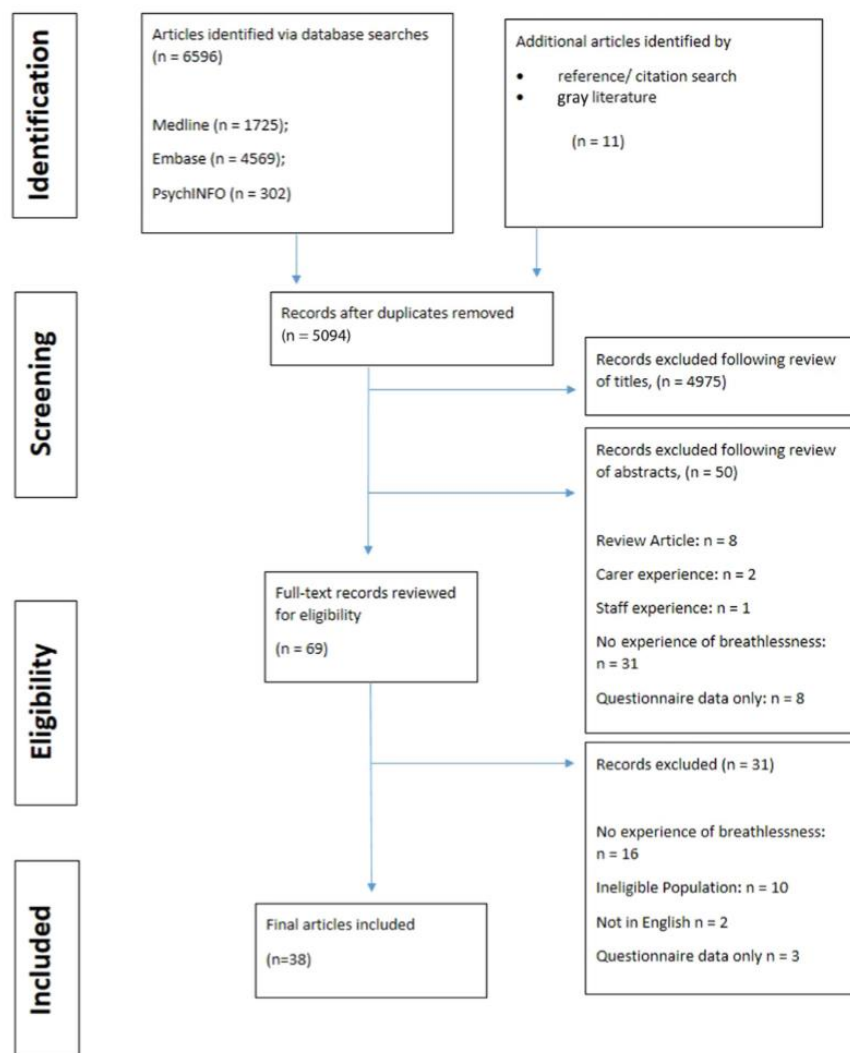 Identification
Articles identified via database searches
(n = 6596)
Medline (n = 1725);
Embase (n = 4569);
PsychINFO (n = 302)
Additional articles identified by
• reference/ citation search
• gray literature
(n = 11)
Screening
Records after duplicates removed
(n = 5094)
Records excluded following review
of titles, (n = 4975)
Records excluded following review
of abstracts, (n = 50)
Review Article: n = 8
Carer experience: n = 2
Staff experience: n = 1
No experience of breathlessness:
n = 31
Questionnaire data only: n = 8
Eligibility
Full-text records reviewed
for eligibility
(n = 69)
Records excluded (n = 31)
No experience of breathlessness:
n = 16
Ineligible Population: n = 10
Not in English n = 2
Questionnaire data only n = 3
Included
Final articles included
(n=38)